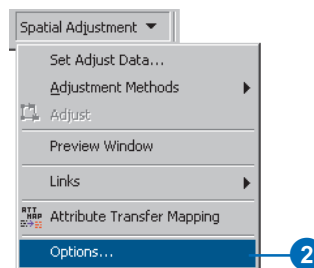 Spatial Adjustment
Set Adjust Data...
Adjustment Methods
Adjust
Preview Window
Links
ATT
MAP
Attribute Transfer Mapping
Options...
2